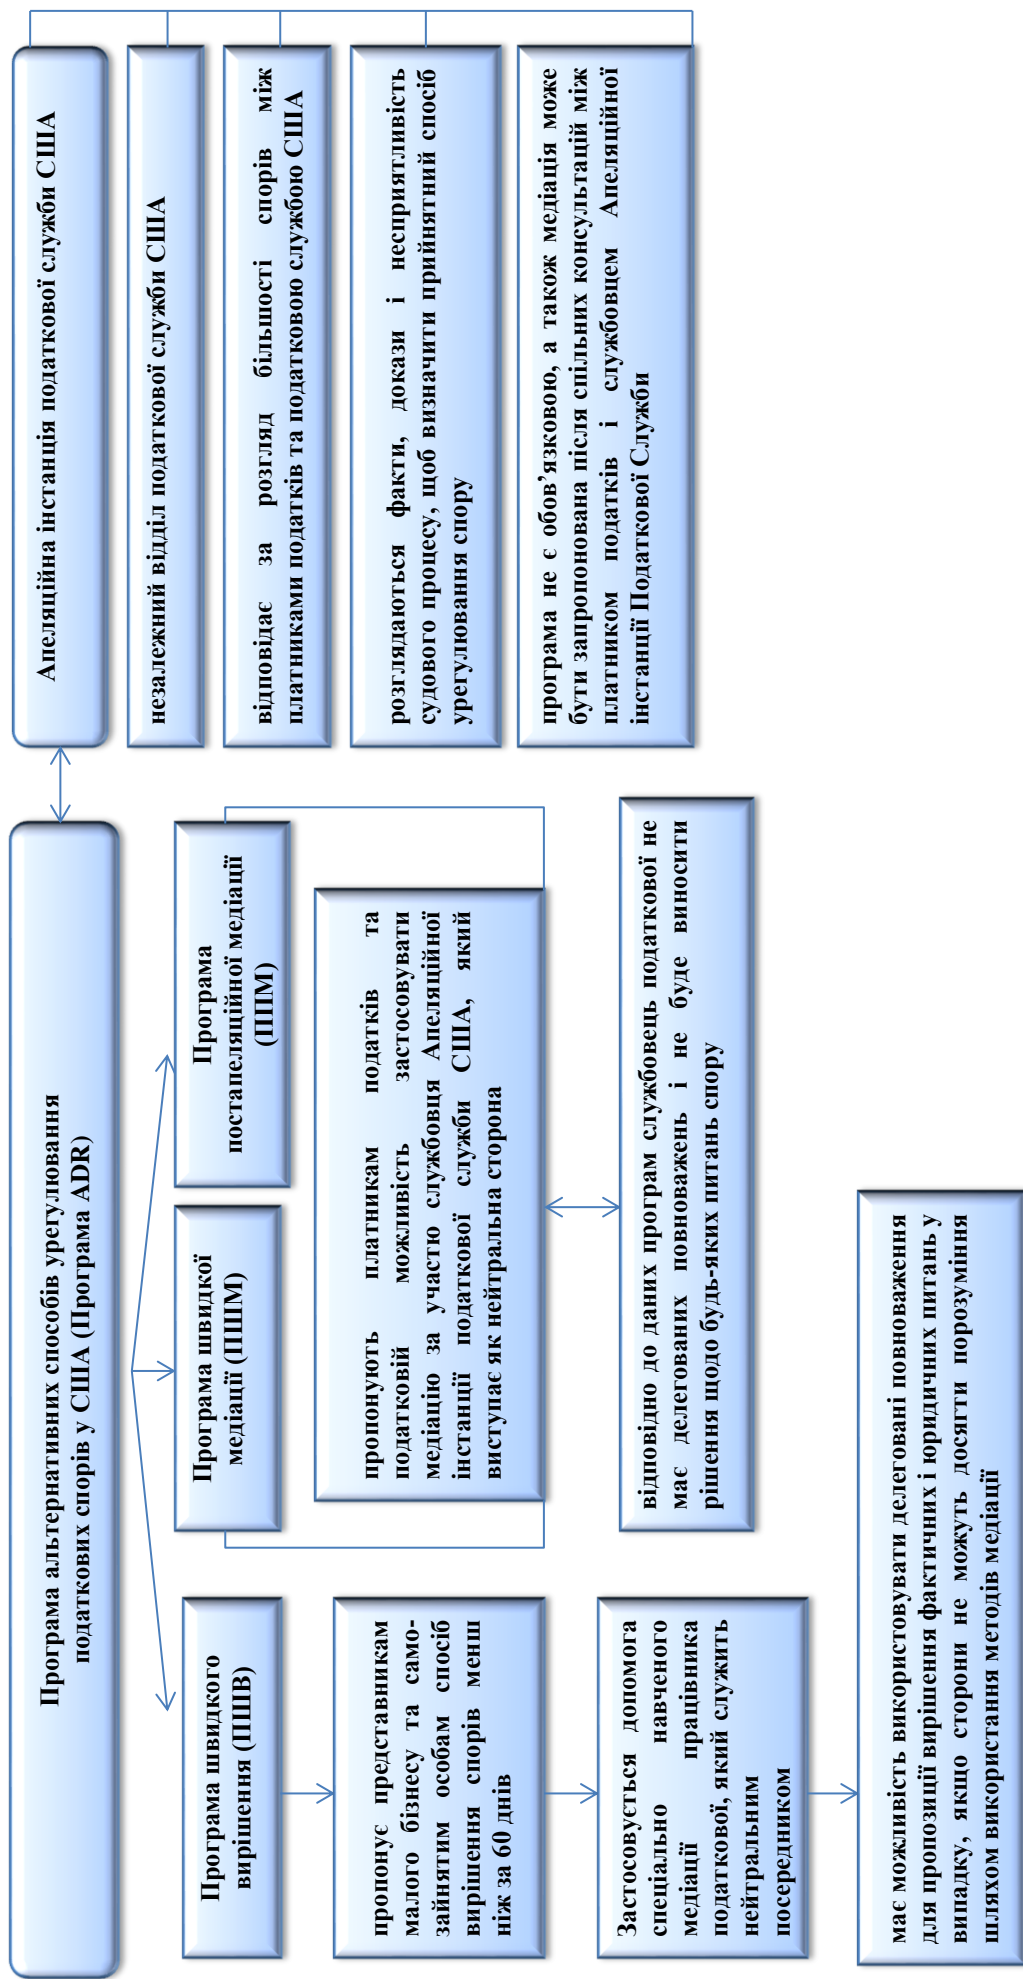 Програма альтернативних способів урегулювання
податкових спорів у США (Програма ADR)
Апеляційна інстанція податкової служби США
Програма швидкого
вирішення (ПШВ)
Програма швидкої
медіації (ПШМ)
Програма
постапеляційної медіації
(ППМ)
незалежний відділ податкової служби США
відповідає за розгляд більшості спорів між
платниками податків та податковою службою США
розглядаються факти, докази і несприятливість
судового процесу, щоб визначити прийнятний спосіб
урегулювання спору
програма не є обов’язковою, а також медіація може
бути запропонована після спільних консультацій між
платником податків і службовцем Апеляційної
інстанції Податкової Служби
пропонує представникам
малого бізнесу та само-
зайнятим особам спосіб
вирішення спорів менш
ніж за 60 днів
пропонують платникам податків та
податковій можливість застосовувати
медіацію за участю службовця Апеляційної
інстанції податкової служби США, який
виступає як нейтральна сторона
Застосовується допомога
спеціально навченого
медіації працівника
податкової, який служить
нейтральним
посередником
відповідно до даних програм службовець податкової не
має делегованих повноважень і не буде виносити
рішення щодо будь-яких питань спору
має можливість використовувати делеговані повноваження
для пропозиції вирішення фактичних і юридичних питань у
випадку, якщо сторони не можуть досягти порозуміння
шляхом використання методів медіації